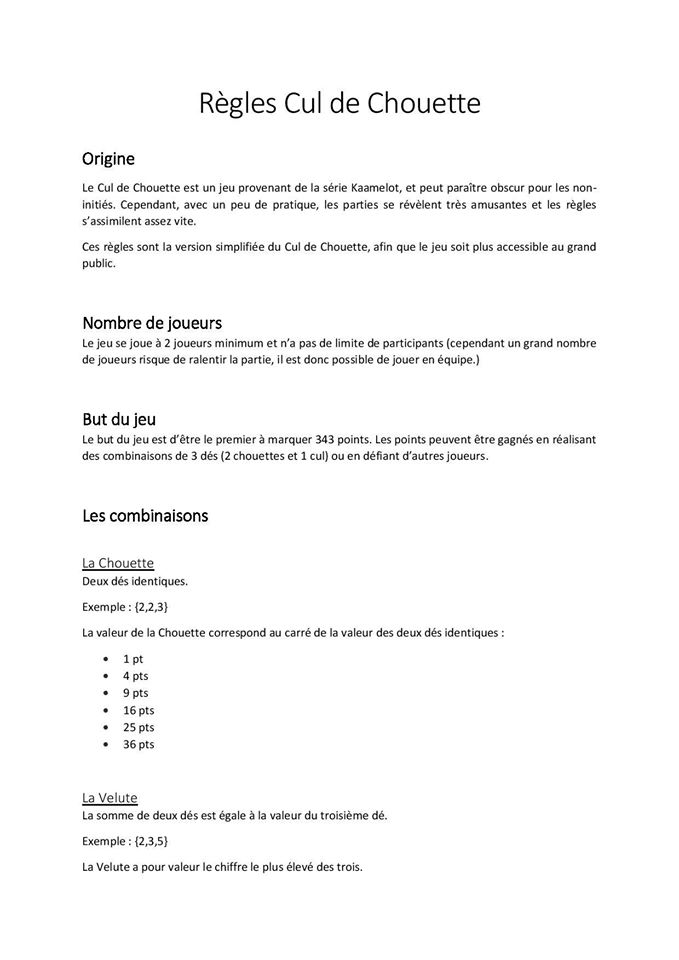 Règles Cul de Chouette
Origine
Le Cul de Chouette est un jeu provenant de la série Kaamelot, et peut paraître obscur pour les non-
initiés. Cependant, avec un peu de pratique, les parties se révèlent très amusantes et les règles
s’assimilent assez vite.
Ces règles sont la version simplifiée du Cul de Chouette, afin que le jeu soit plus accessible au grand
public.
Nombre de joueurs
Le jeu se joue à 2 joueurs minimum et n’a pas de limite de participants (cependant un grand nombre
de joueurs risque de ralentir la partie, il est donc possible de jouer en équipe.)
But du jeu
Le but du jeu est d’être le premier à marquer 343 points. Les points peuvent être gagnés en réalisant
des combinaisons de 3 dés (2 chouettes et 1 cul) ou en défiant d’autres joueurs.
Les combinaisons
La Chouette
Deux dés identiques.
Exemple : {2,2,3}
La valeur de la Chouette correspond au carré de la valeur des deux dés identiques :
• 1 pt
• 4 pts
• 9 pts
• 16 pts
• 25 pts
• 36 pts
La Velute
La somme de deux dés est égale à la valeur du troisième dé.
Exemple : {2,3,5}
La Velute a pour valeur le chiffre le plus élevé des trois.